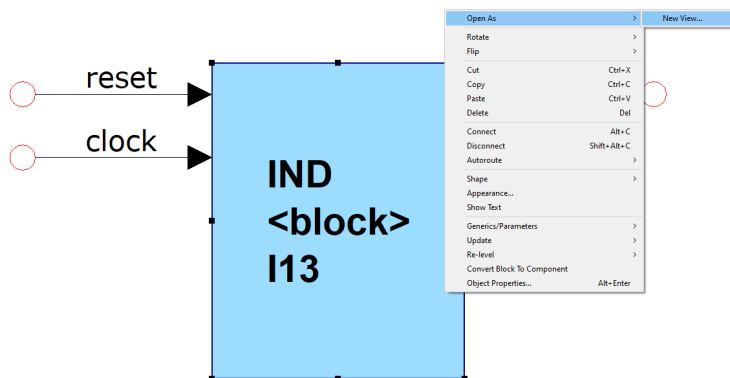 reset
clock
IND
<block>
I13
Open As > New View...
Rotate >
Flip >
Cut Ctrl+X
Copy Ctrl+C
Paste Ctrl+V
Delete Del
Connect Alt+C
Disconnect Shift+Alt+C
Autoroute >
Shape >
Appearance...
Show Text
Generics/Parameters >
Update >
Re-level >
Convert Block To Component
Object Properties... Alt+Enter